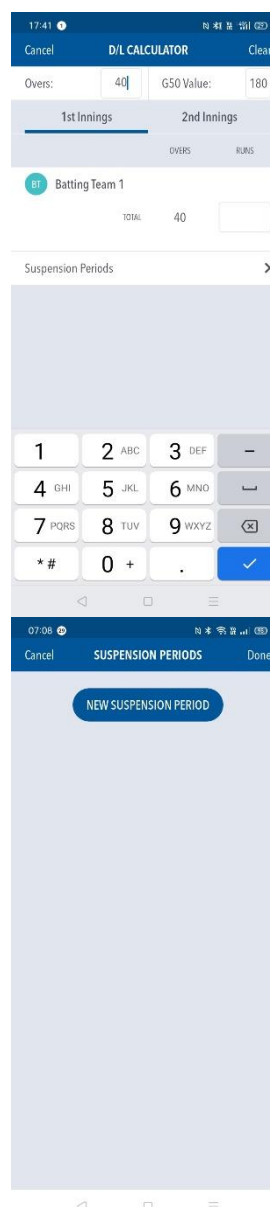 17:41 1
Cancel D/L CALCULATOR Clear
Overs: 40 G50 Value: 180
1st Innings 2nd Innings
OVERS RUNS
BT Batting Team 1
TOTAL 40
Suspension Periods
1 2 ABC 3 DEF –
4 GHI 5 JKL 6 MNO
7 PQRS 8 TUV 9 WXYZ
* # 0 + .
07:08
Cancel SUSPENSION PERIODS Done
NEW SUSPENSION PERIOD